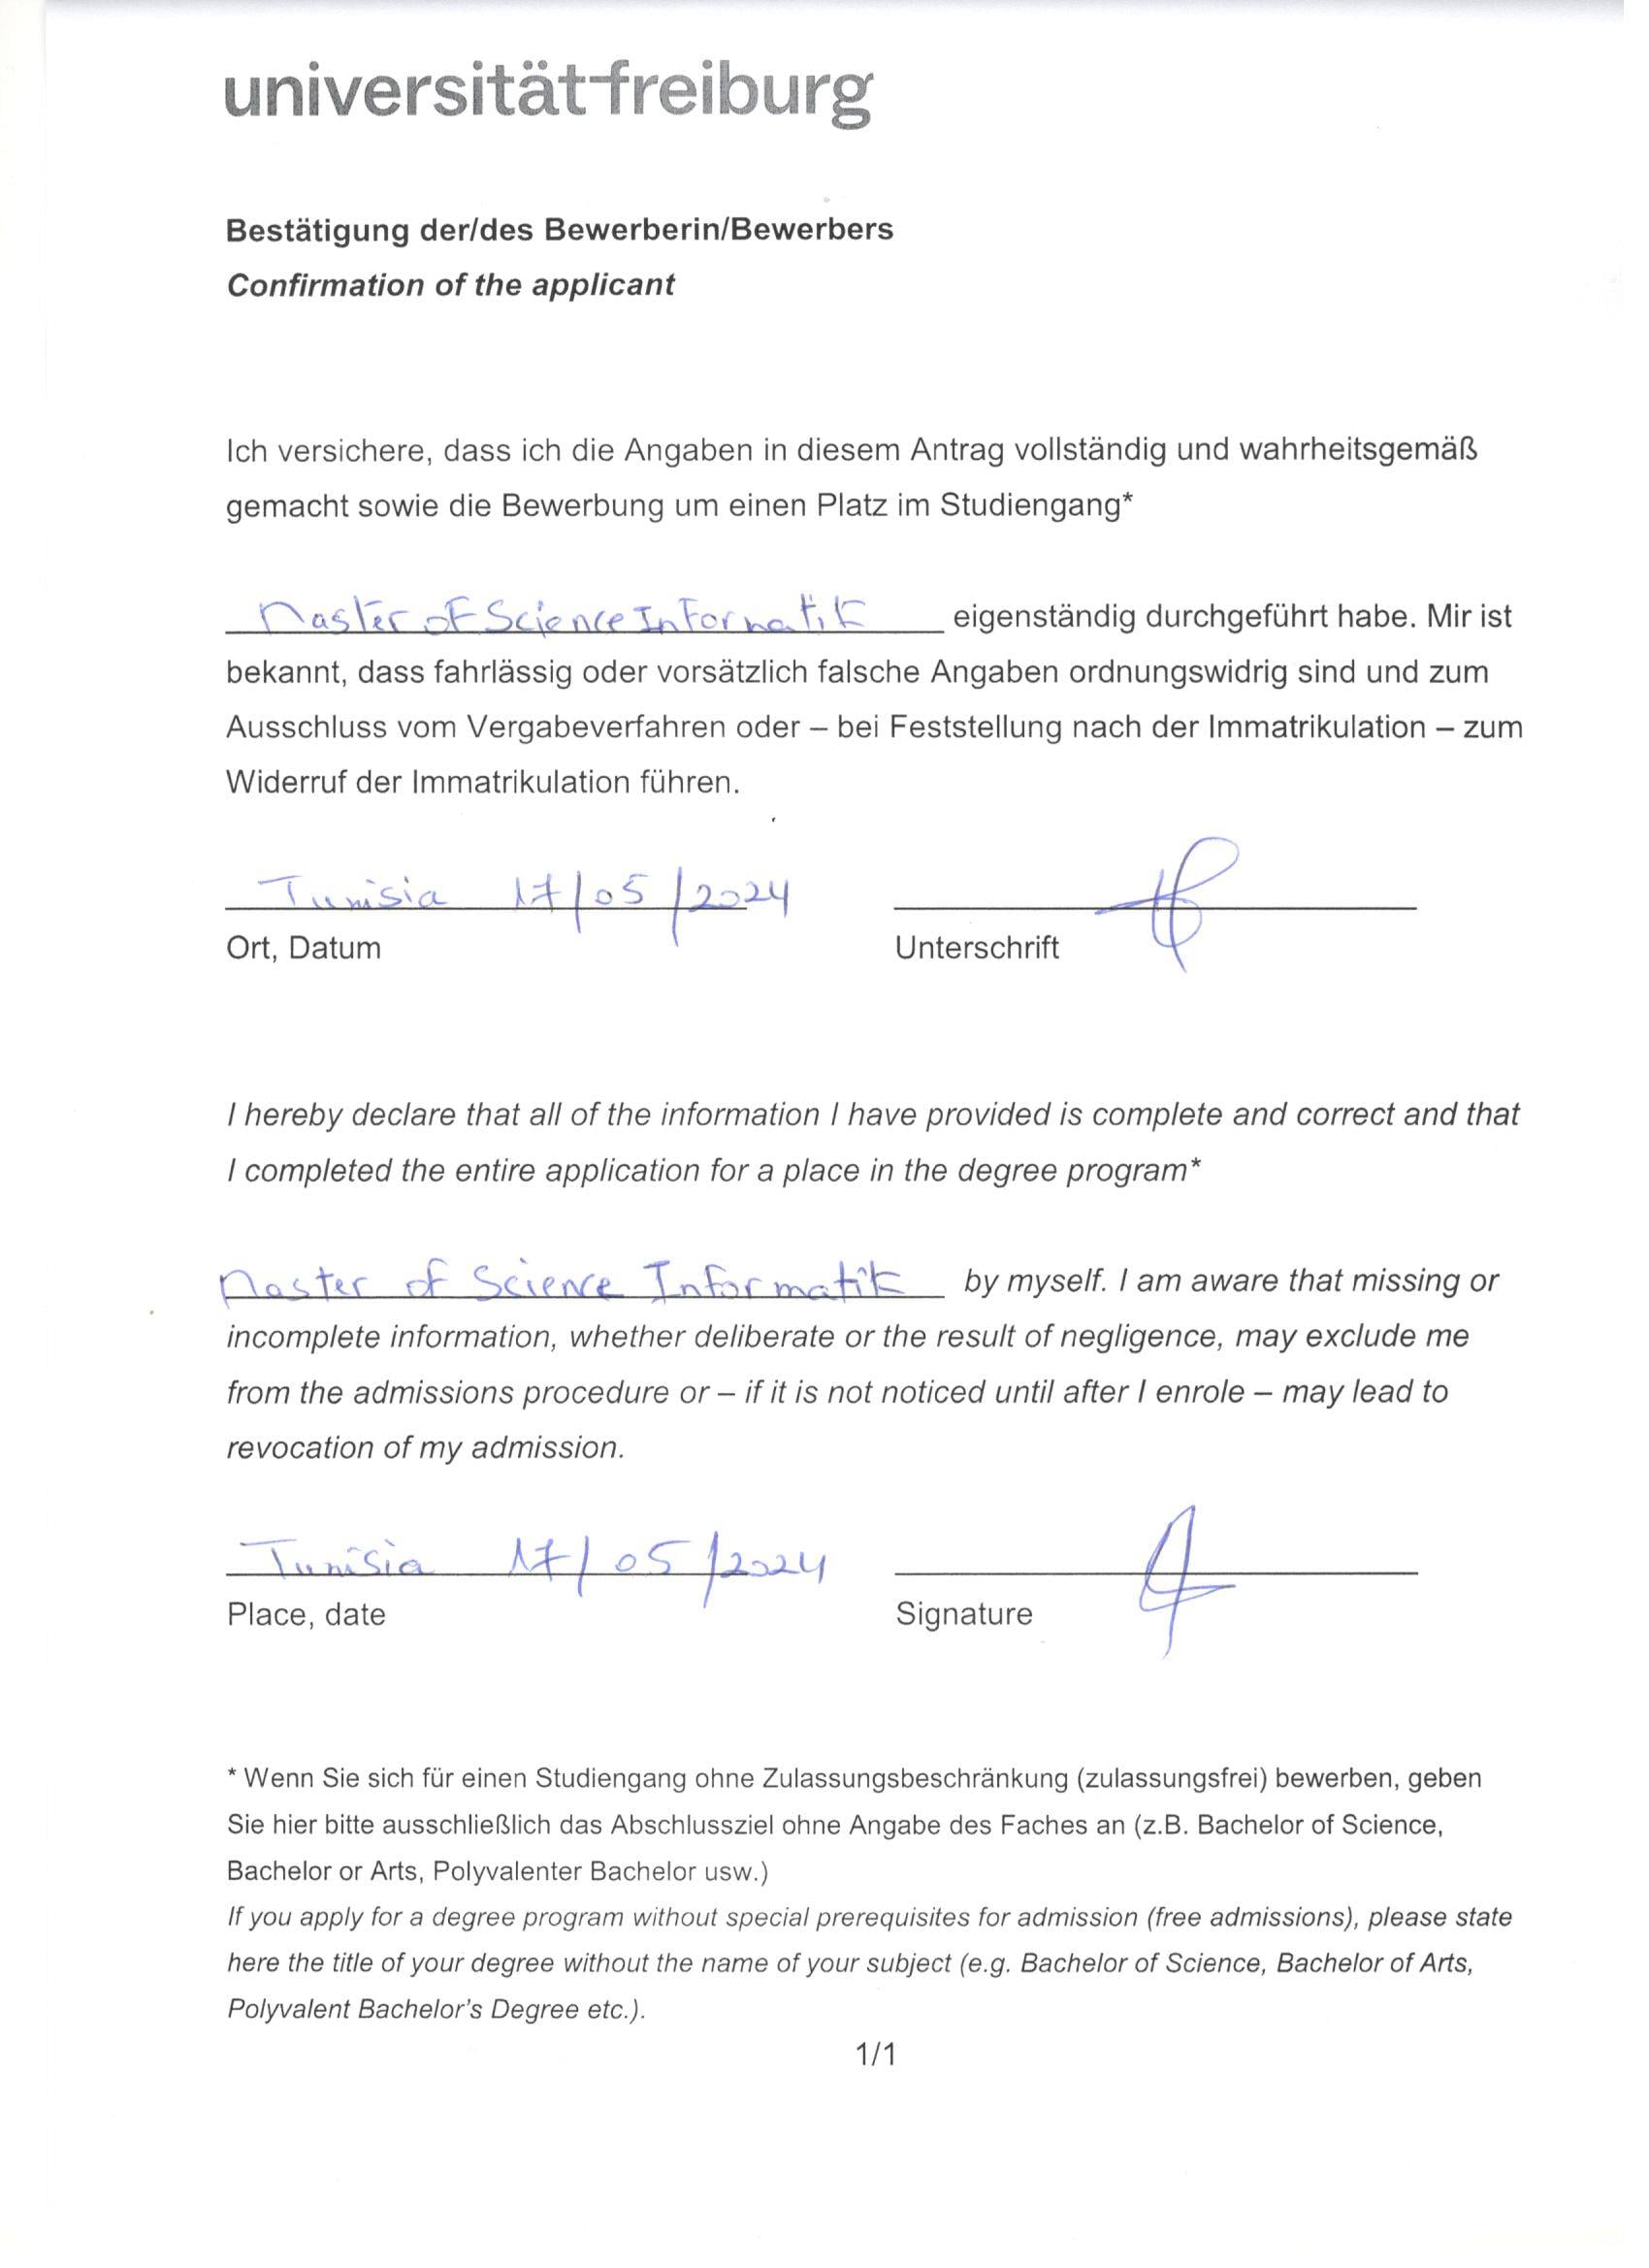 universität freiburg
Bestätigung der/des Bewerberin/Bewerbers
Confirmation of the applicant
Ich versichere, dass ich die Angaben in diesem Antrag vollständig und wahrheitsgemäß
gemacht sowie die Bewerbung um einen Platz im Studiengang*
Master of Science Informatik eigenständig durchgeführt habe. Mir ist
bekannt, dass fahrlässig oder vorsätzlich falsche Angaben ordnungswidrig sind und zum
Ausschluss vom Vergabeverfahren oder – bei Feststellung nach der Immatrikulation – zum
Widerruf der Immatrikulation führen.
Tunisia 17/05/2024
Ort, Datum Unterschrift
I hereby declare that all of the information I have provided is complete and correct and that
I completed the entire application for a place in the degree program*
Master of Science Informatik by myself. I am aware that missing or
incomplete information, whether deliberate or the result of negligence, may exclude me
from the admissions procedure or – if it is not noticed until after I enrole – may lead to
revocation of my admission.
Tunisia 17/05/2024
Place, date Signature
* Wenn Sie sich für einen Studiengang ohne Zulassungsbeschränkung (zulassungsfrei) bewerben, geben
Sie hier bitte ausschließlich das Abschlussziel ohne Angabe des Faches an (z.B. Bachelor of Science,
Bachelor or Arts, Polyvalenter Bachelor usw.)
If you apply for a degree program without special prerequisites for admission (free admissions), please state
here the title of your degree without the name of your subject (e.g. Bachelor of Science, Bachelor of Arts,
Polyvalent Bachelor's Degree etc.).
1/1